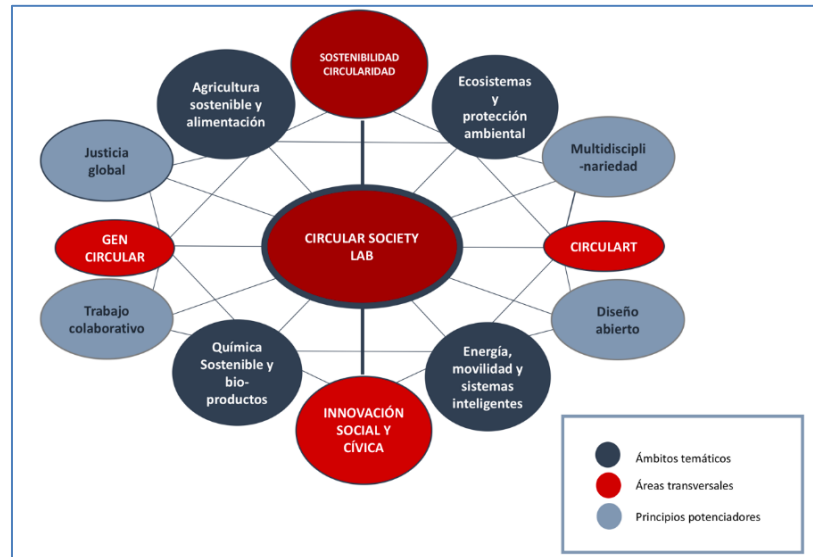 SOSTENIBILIDAD
CIRCULARIDAD
Agricultura
sostenible y
alimentación
Ecosistemas
y
protección
ambiental
Justicia
global
Multidiscipli
-nariedad
GEN
CIRCULAR
CIRCULAR SOCIETY
LAB
CIRCULART
Trabajo
colaborativo
Diseño
abierto
Química
Sostenible y
bio-
productos
Energía,
movilidad y
sistemas
inteligentes
INNOVACIÓN
SOCIAL Y
CÍVICA
Ámbitos temáticos
Áreas transversales
Principios potenciadores